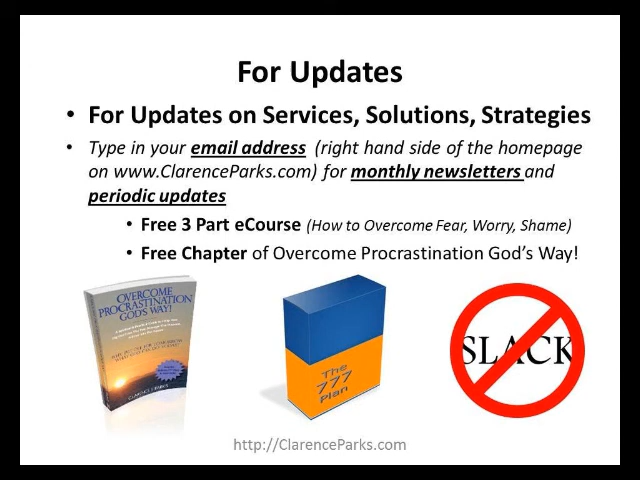 For Updates
• For Updates on Services, Solutions, Strategies
• Type in your email address (right hand side of the homepage
on www.ClarenceParks.com) for monthly newsletters and
periodic updates
• Free 3 Part eCourse (How to Overcome Fear, Worry, Shame)
• Free Chapter of Overcome Procrastination God's Way!
OVERCOME
PROCRASTINATION
GOD'S WAY!
CLARENCE J PARKS
The
777
Plan
SLACK
http://ClarenceParks.com